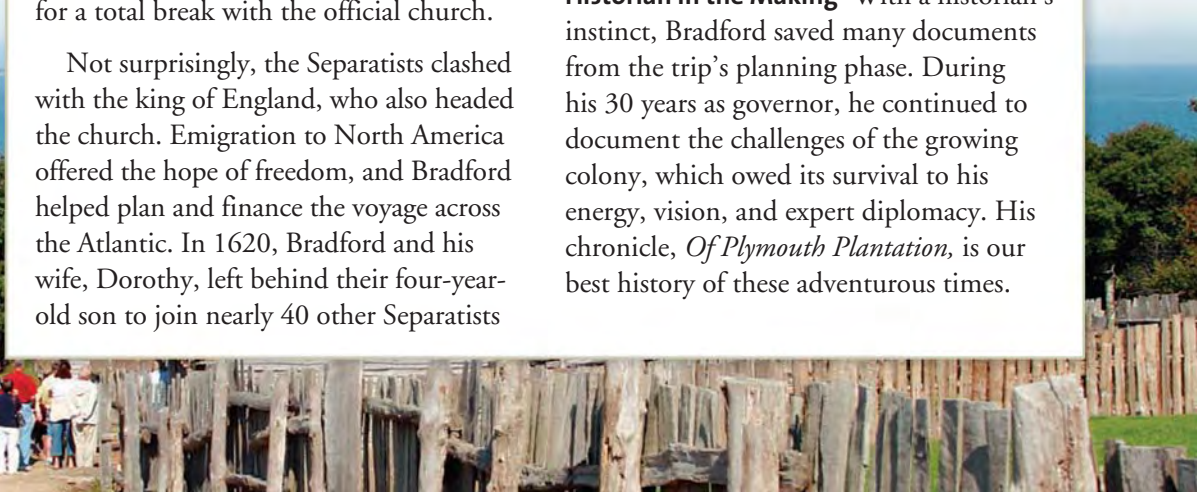 for a total break with the official church.
Not surprisingly, the Separatists clashed
with the king of England, who also headed
the church. Emigration to North America
offered the hope of freedom, and Bradford
helped plan and finance the voyage across
the Atlantic. In 1620, Bradford and his
wife, Dorothy, left behind their four-year-
old son to join nearly 40 other Separatists
Historian in the Making With a historian's
instinct, Bradford saved many documents
from the trip's planning phase. During
his 30 years as governor, he continued to
document the challenges of the growing
colony, which owed its survival to his
energy, vision, and expert diplomacy. His
chronicle, Of Plymouth Plantation, is our
best history of these adventurous times.